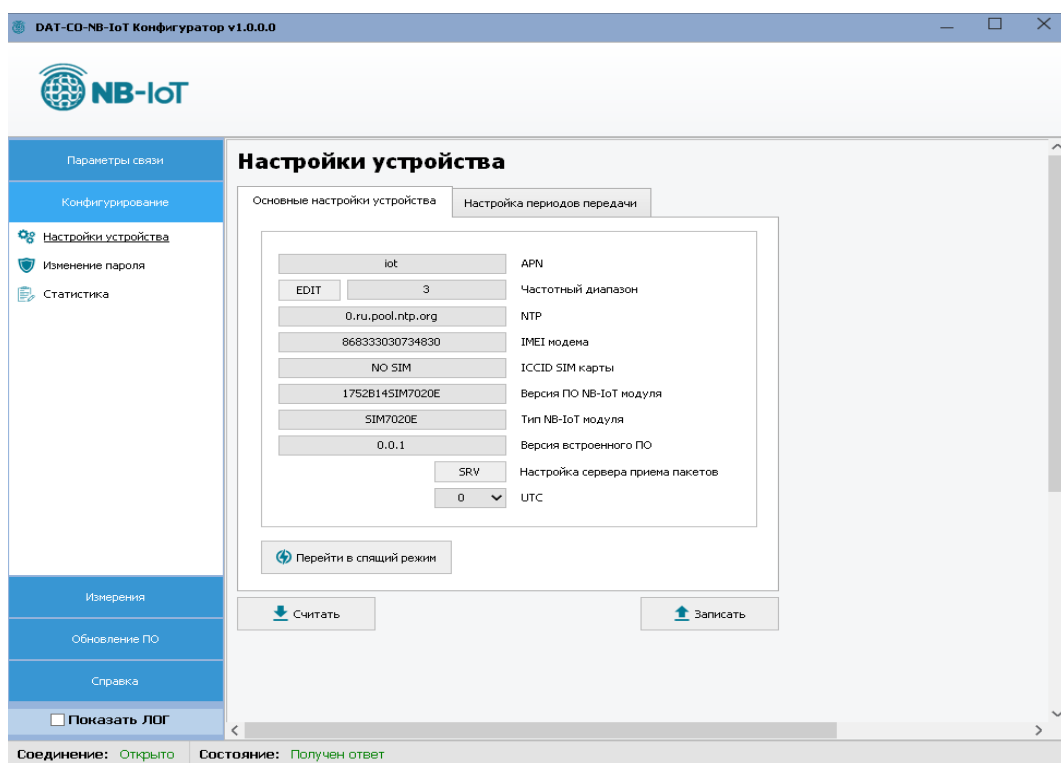 DAT-CO-NB-IoT Конфигуратор v1.0.0.0
NB-IoT
Параметры связи
Конфигурирование
Настройки устройства
Изменение пароля
Статистика
Измерения
Обновление ПО
Справка
Показать ЛОГ
Настройки устройства
Основные настройки устройства
Настройка периодов передачи
iot APN
EDIT 3 Частотный диапазон
0.ru.pool.ntp.org NTP
868333030734830 IMEI модема
NO SIM ICCID SIM карты
1752B14SIM7020E Версия ПО NB-IoT модуля
SIM7020E Тип NB-IoT модуля
0.0.1 Версия встроенного ПО
SRV Настройка сервера приема пакетов
0 UTC
Перейти в спящий режим
Считать
Записать
Соединение: Открыто Состояние: Получен ответ